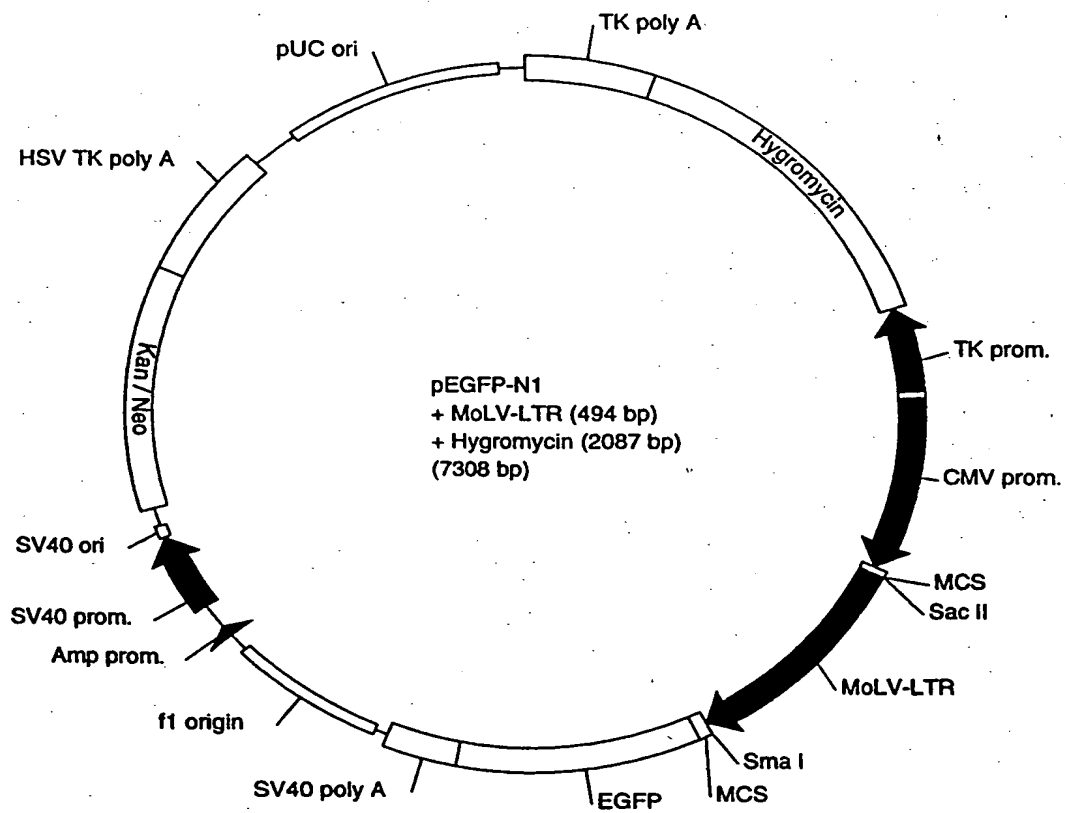 TK poly A
pUC ori
Hygromycin
HSV TK poly A
TK prom.
Kan / Neo
pEGFP-N1
+ MoLV-LTR (494 bp)
+ Hygromycin (2087 bp)
(7308 bp)
CMV prom.
SV40 ori
MCS
Sac II
SV40 prom.
Amp prom.
MoLV-LTR
f1 origin
Sma I
SV40 poly A
EGFP
MCS